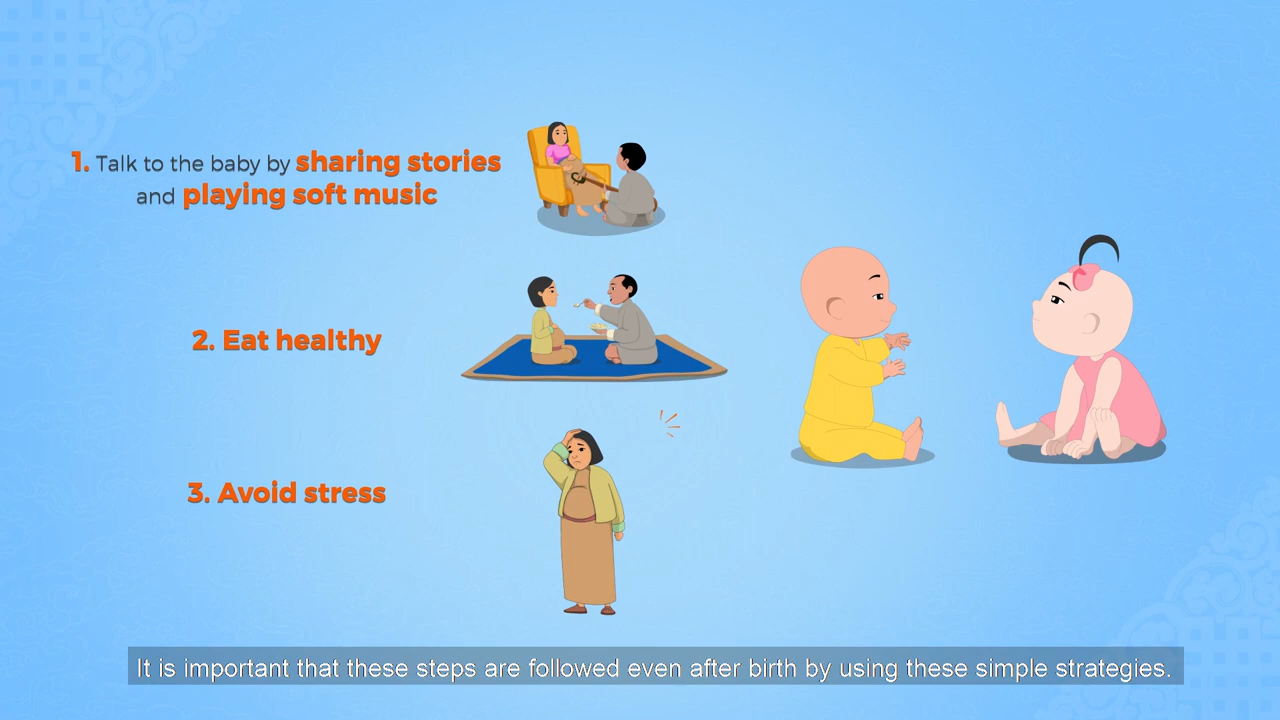 1. Talk to the baby by sharing stories
and playing soft music
2. Eat healthy
3. Avoid stress
It is important that these steps are followed even after birth by using these simple strategies.